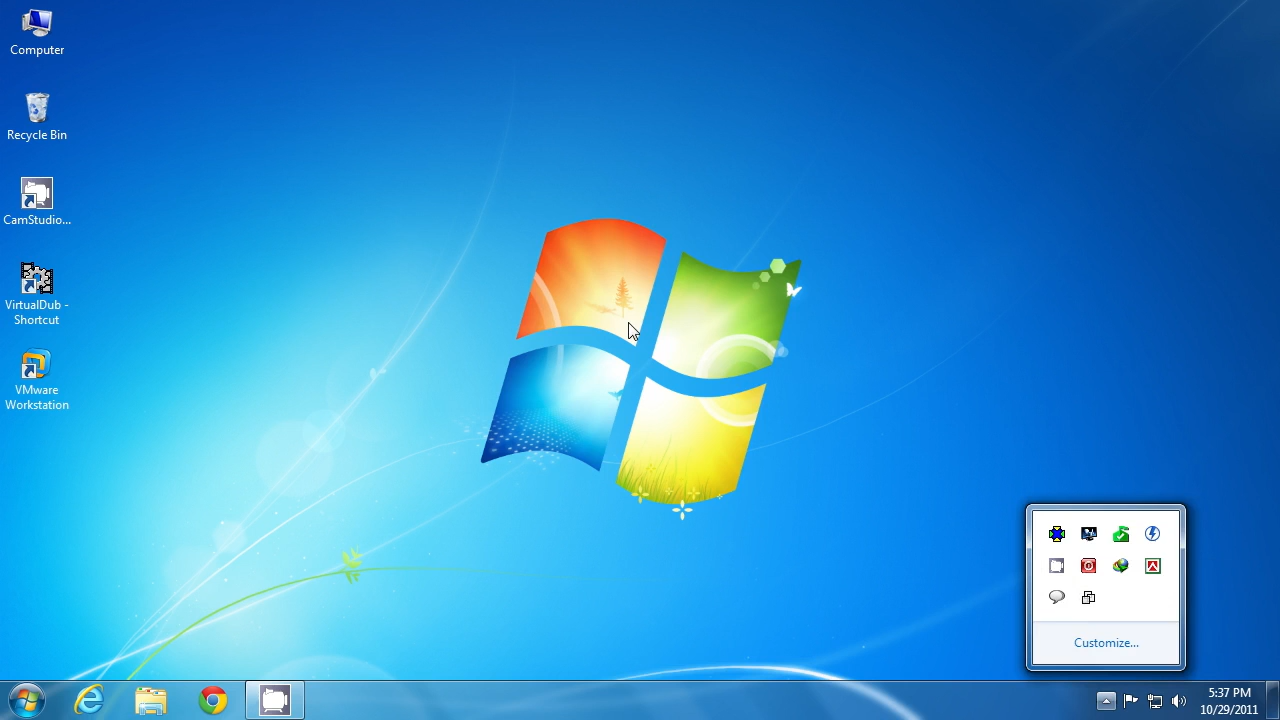 Computer
Recycle Bin
CamStudio...
VirtualDub -
Shortcut
VMware
Workstation
Customize...
5:37 PM
10/29/2011